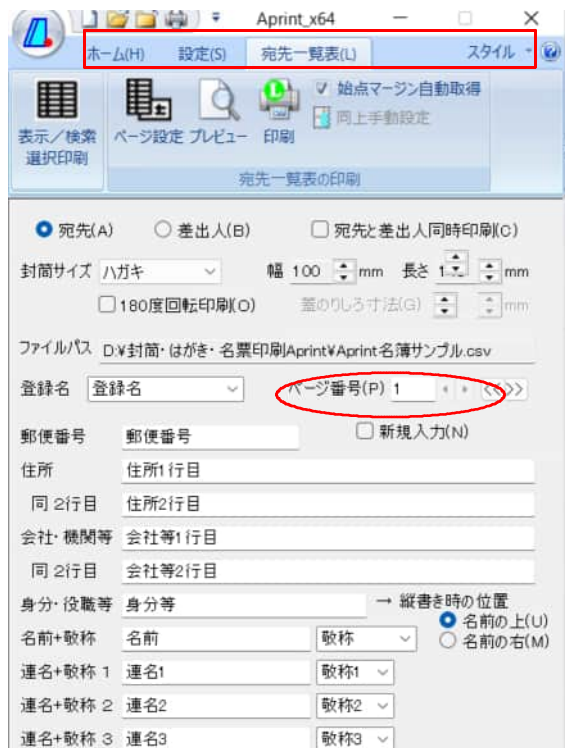 Aprint_x64
ホーム(H) 設定(S) 宛先一覧表(L) スタイル
表示／検索
選択印刷
ページ設定 プレビュー 印刷
始点マージン自動取得
同上手動設定
宛先一覧表の印刷
宛先(A) 差出人(B) 宛先と差出人同時印刷(C)
封筒サイズ ハガキ 幅 100 mm 長さ mm
180度回転印刷(O) 蓋のりしろ寸法(G) mm
ファイルパス D:¥封筒・はがき・名票印刷Aprint¥Aprint名簿サンプル.csv
登録名 登録名 ページ番号(P) 1 <<>>
郵便番号 郵便番号 新規入力(N)
住所 住所1行目
同 2行目 住所2行目
会社・機関等 会社等1行目
同 2行目 会社等2行目
身分・役職等 身分等 → 縦書き時の位置
名前の上(U)
名前+敬称 名前 敬称 名前の右(M)
連名+敬称 1 連名1 敬称1
連名+敬称 2 連名2 敬称2
連名+敬称 3 連名3 敬称3